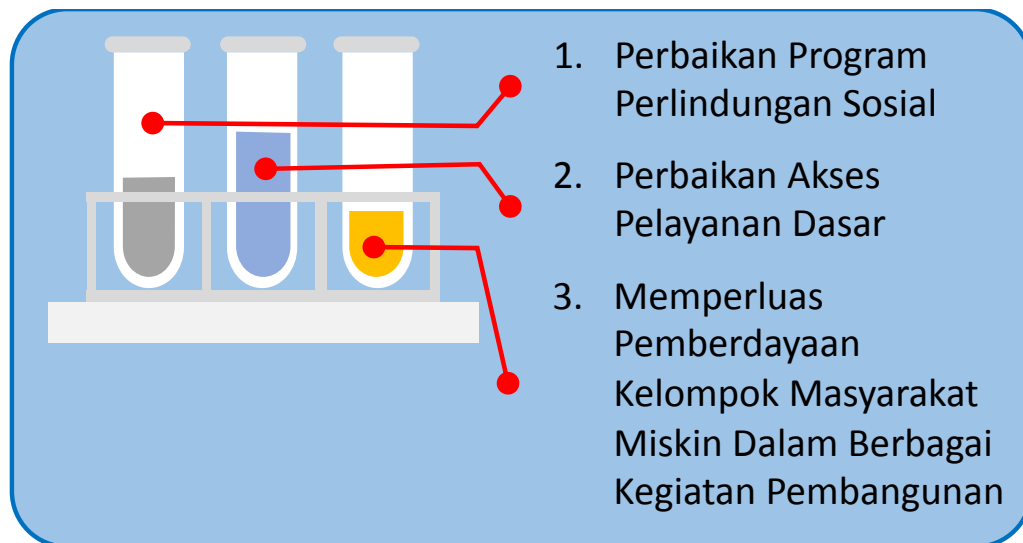 1. Perbaikan Program
Perlindungan Sosial
2. Perbaikan Akses
Pelayanan Dasar
3. Memperluas
Pemberdayaan
Kelompok Masyarakat
Miskin Dalam Berbagai
Kegiatan Pembangunan